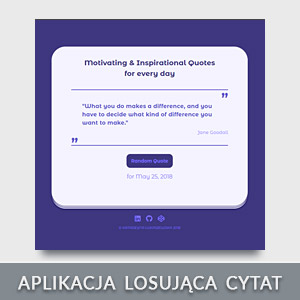 Motivating & Inspirational Quotes
for every day
"What you do makes a difference, and you
have to decide what kind of difference you
want to make."
Jane Goodall
Random Quote
for May 25, 2018
APLIKACJA LOSUJĄCA CYTAT